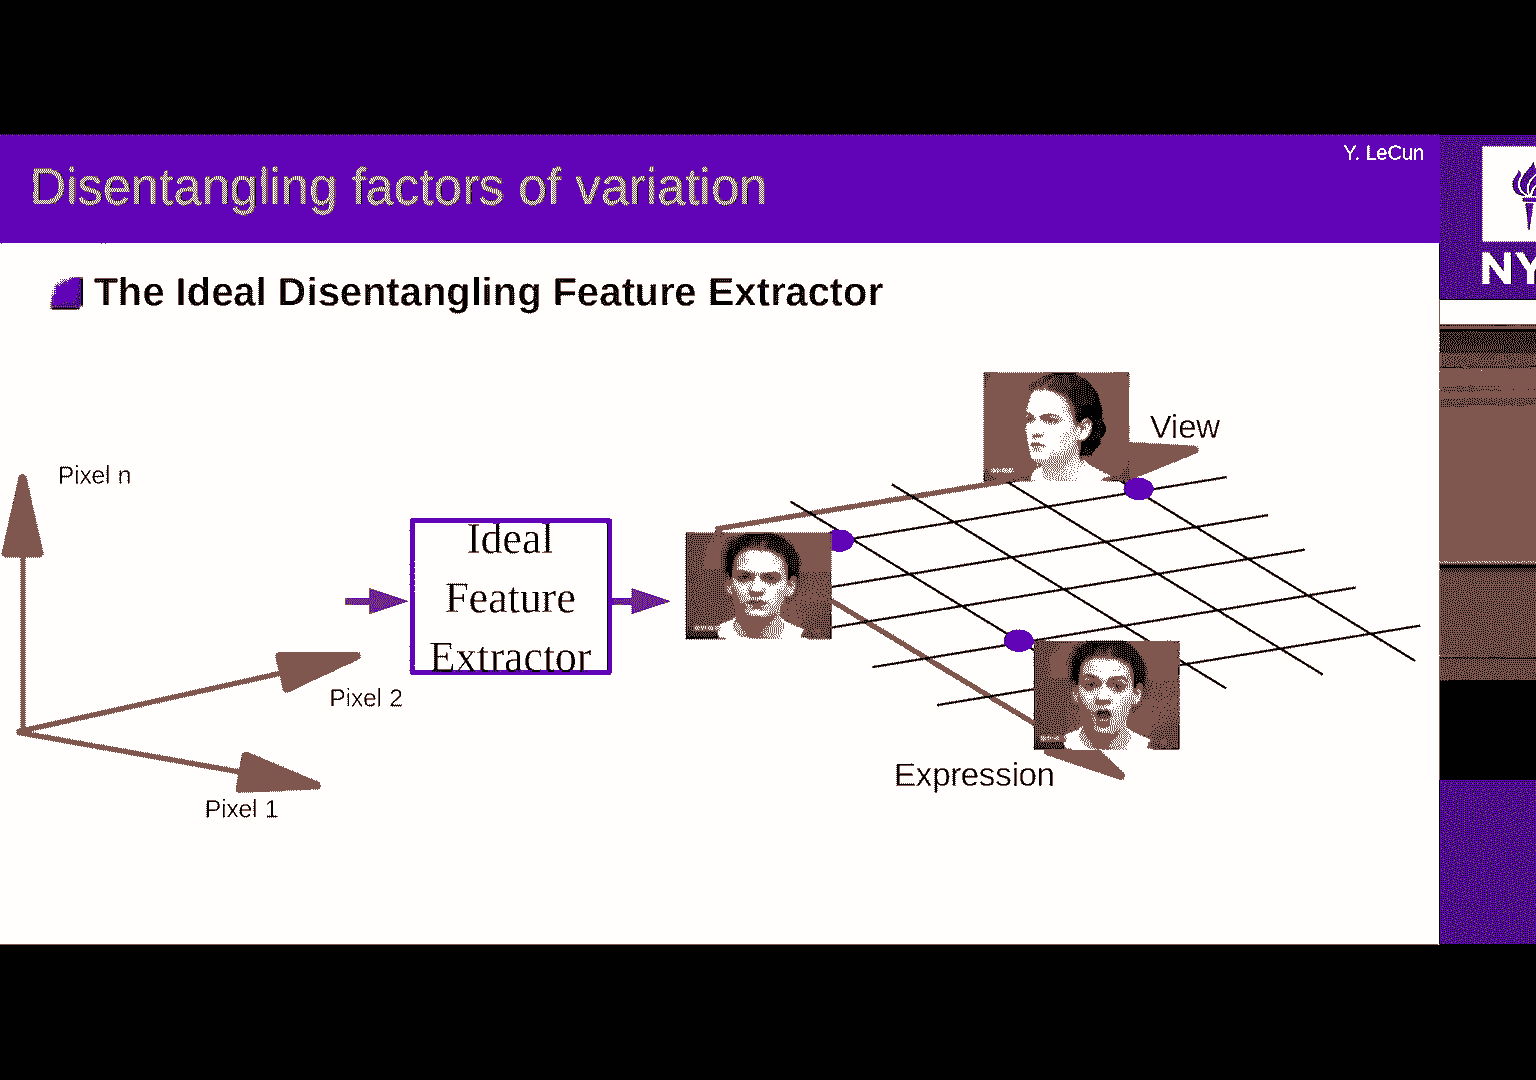 Y. LeCun
Disentangling factors of variation
The Ideal Disentangling Feature Extractor
View
Pixel n
Ideal
Feature
Extractor
Pixel 2
Pixel 1
Expression
NY